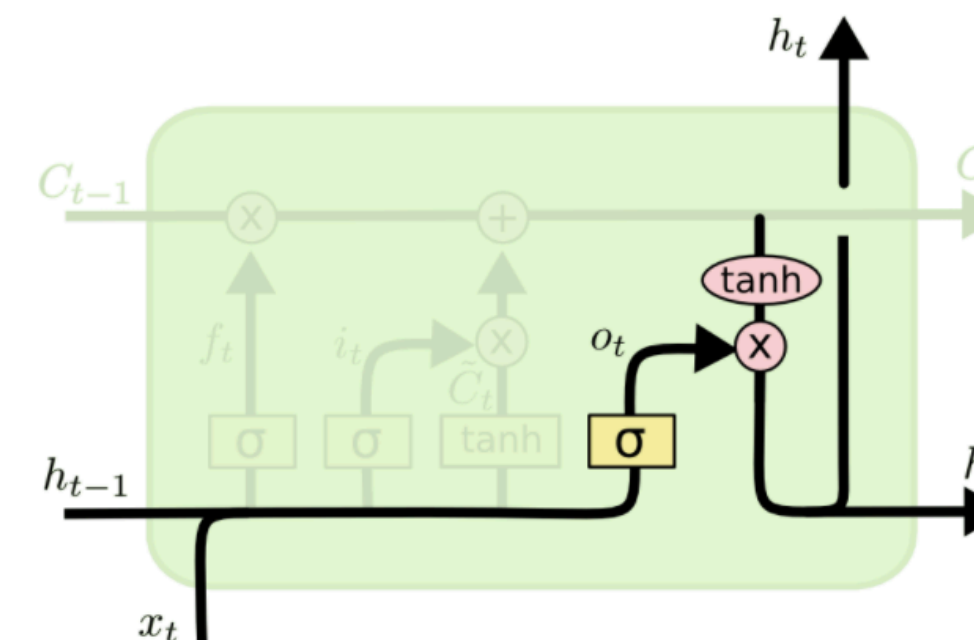 h_t
C_{t-1} C
x +
tanh
f_t i_t x o_t x
C̃_t
σ σ tanh σ
h_{t-1} h
x_t